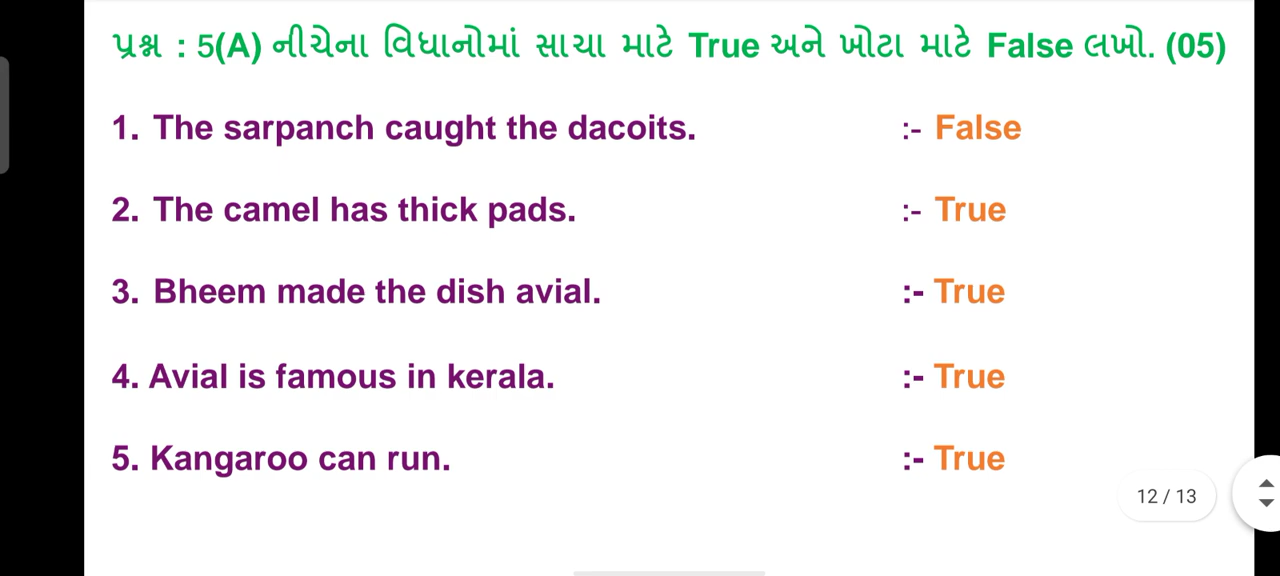 પ્રશ્ન : 5(A) નીચેના વિધાનોમાં સાચા માટે True અને ખોટા માટે False લખો. (05)
1. The sarpanch caught the dacoits. :- False
2. The camel has thick pads. :- True
3. Bheem made the dish avial. :- True
4. Avial is famous in kerala. :- True
5. Kangaroo can run. :- True
12 / 13